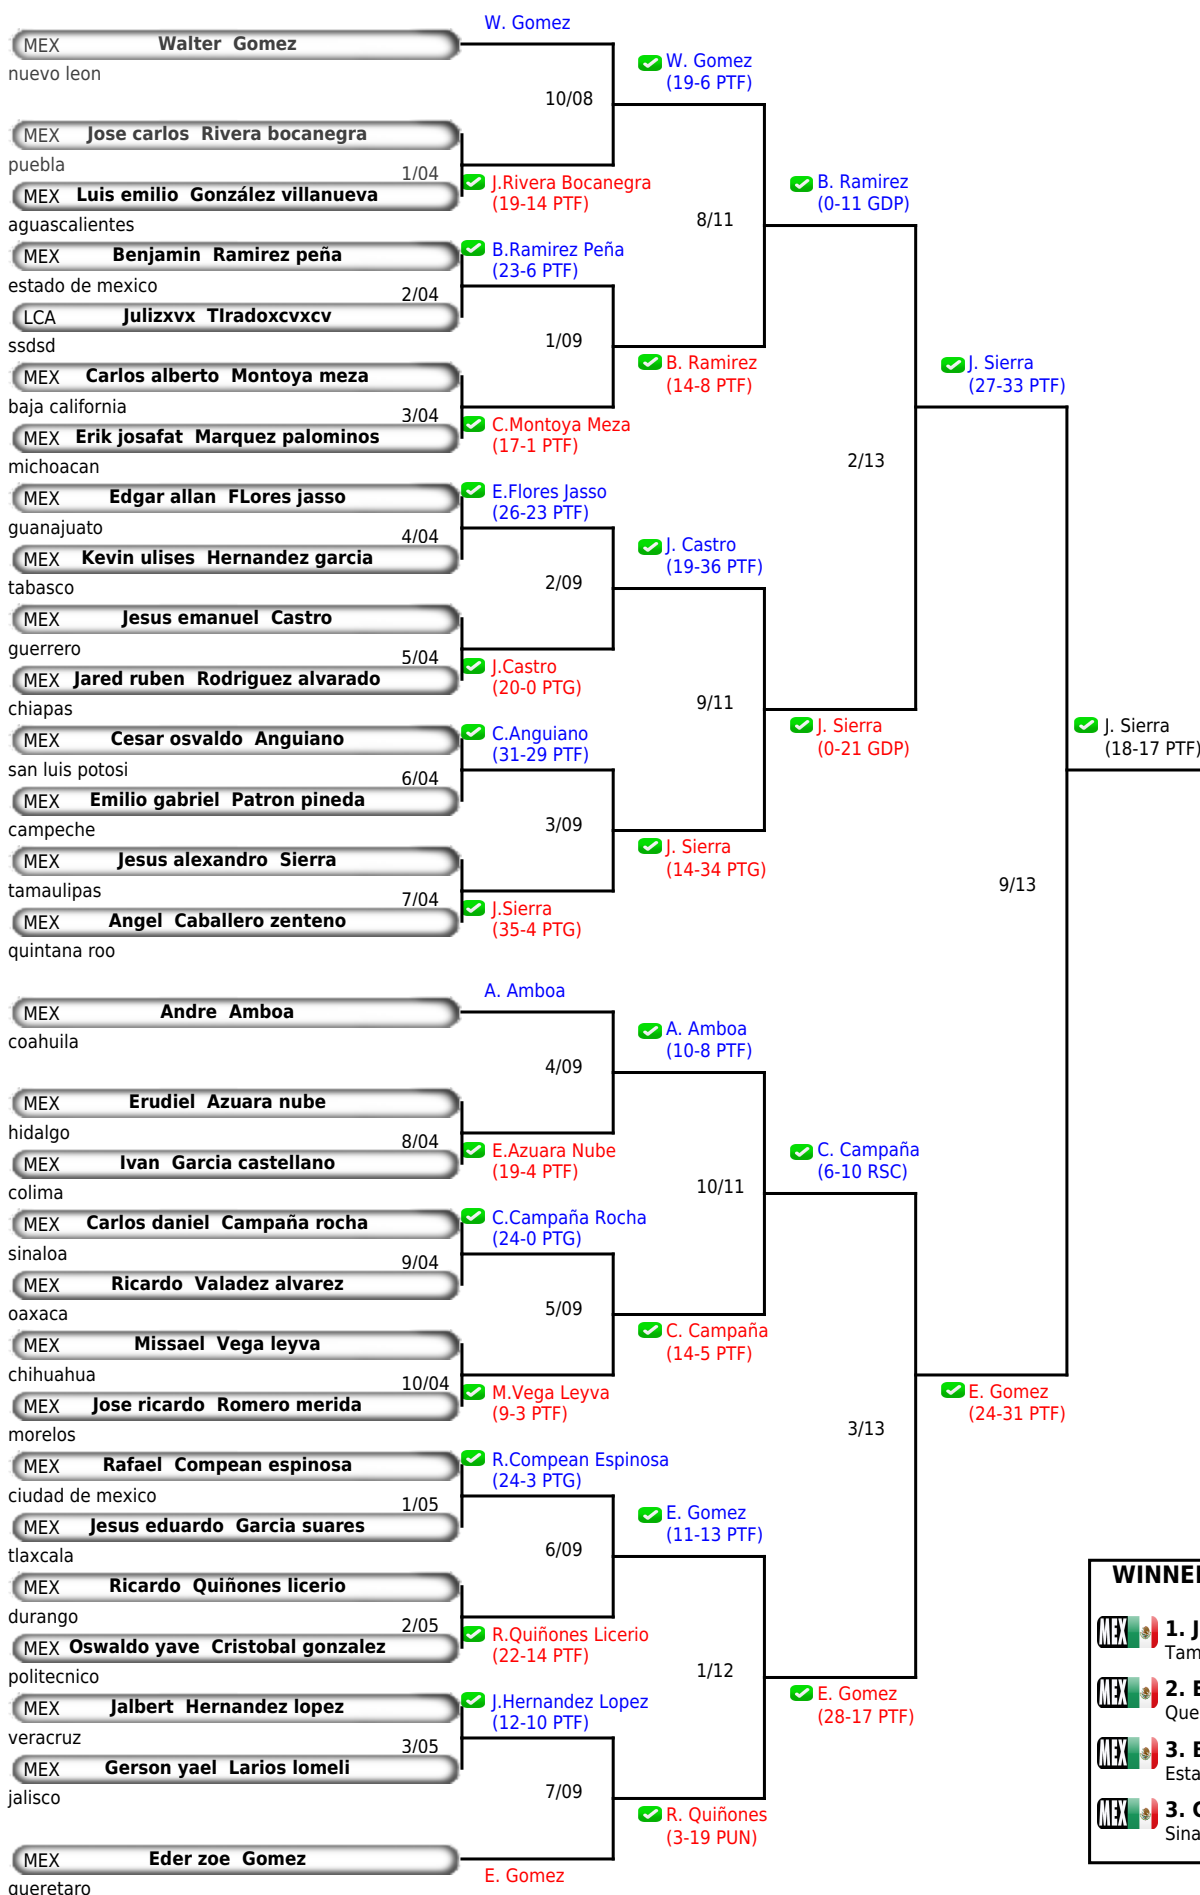 W. Gomez
MEX Walter Gomez
nuevo leon
W. Gomez
(19-6 PTF)
10/08
MEX Jose carlos Rivera bocanegra
puebla
1/04
J.Rivera Bocanegra
(19-14 PTF)
MEX Luis emilio González villanueva
aguascalientes
B. Ramirez
(0-11 GDP)
8/11
MEX Benjamin Ramirez peña
B.Ramirez Peña
(23-6 PTF)
estado de mexico
2/04
LCA Julizxvx TIradoxcvxcv
ssdsd
1/09
B. Ramirez
(14-8 PTF)
J. Sierra
(27-33 PTF)
MEX Carlos alberto Montoya meza
baja california
3/04
C.Montoya Meza
(17-1 PTF)
MEX Erik josafat Marquez palominos
michoacan
2/13
MEX Edgar allan FLores jasso
E.Flores Jasso
(26-23 PTF)
guanajuato
4/04
MEX Kevin ulises Hernandez garcia
tabasco
J. Castro
(19-36 PTF)
2/09
MEX Jesus emanuel Castro
guerrero
5/04
J.Castro
(20-0 PTG)
MEX Jared ruben Rodriguez alvarado
chiapas
9/11
J. Sierra
(0-21 GDP)
J. Sierra
(18-17 PTF)
MEX Cesar osvaldo Anguiano
C.Anguiano
(31-29 PTF)
san luis potosi
6/04
MEX Emilio gabriel Patron pineda
campeche
3/09
J. Sierra
(14-34 PTG)
MEX Jesus alexandro Sierra
tamaulipas
7/04
J.Sierra
(35-4 PTG)
MEX Angel Caballero zenteno
quintana roo
9/13
A. Amboa
MEX Andre Amboa
coahuila
A. Amboa
(10-8 PTF)
4/09
MEX Erudiel Azuara nube
hidalgo
8/04
E.Azuara Nube
(19-4 PTF)
MEX Ivan Garcia castellano
colima
C. Campaña
(6-10 RSC)
10/11
MEX Carlos daniel Campaña rocha
C.Campaña Rocha
(24-0 PTG)
sinaloa
9/04
MEX Ricardo Valadez alvarez
oaxaca
5/09
C. Campaña
(14-5 PTF)
MEX Missael Vega leyva
chihuahua
10/04
M.Vega Leyva
(9-3 PTF)
MEX Jose ricardo Romero merida
morelos
E. Gomez
(24-31 PTF)
3/13
MEX Rafael Compean espinosa
R.Compean Espinosa
(24-3 PTG)
ciudad de mexico
1/05
MEX Jesus eduardo Garcia suares
tlaxcala
E. Gomez
(11-13 PTF)
6/09
MEX Ricardo Quiñones licerio
durango
2/05
R.Quiñones Licerio
(22-14 PTF)
MEX Oswaldo yave Cristobal gonzalez
politecnico
1/12
E. Gomez
(28-17 PTF)
MEX Jalbert Hernandez lopez
J.Hernandez Lopez
(12-10 PTF)
veracruz
3/05
MEX Gerson yael Larios lomeli
jalisco
7/09
R. Quiñones
(3-19 PUN)
MEX Eder zoe Gomez
E. Gomez
queretaro
WINNE
MEX 1. J
Tam
MEX 2. E
Que
MEX 3.
Esta
MEX 3. C
Sina